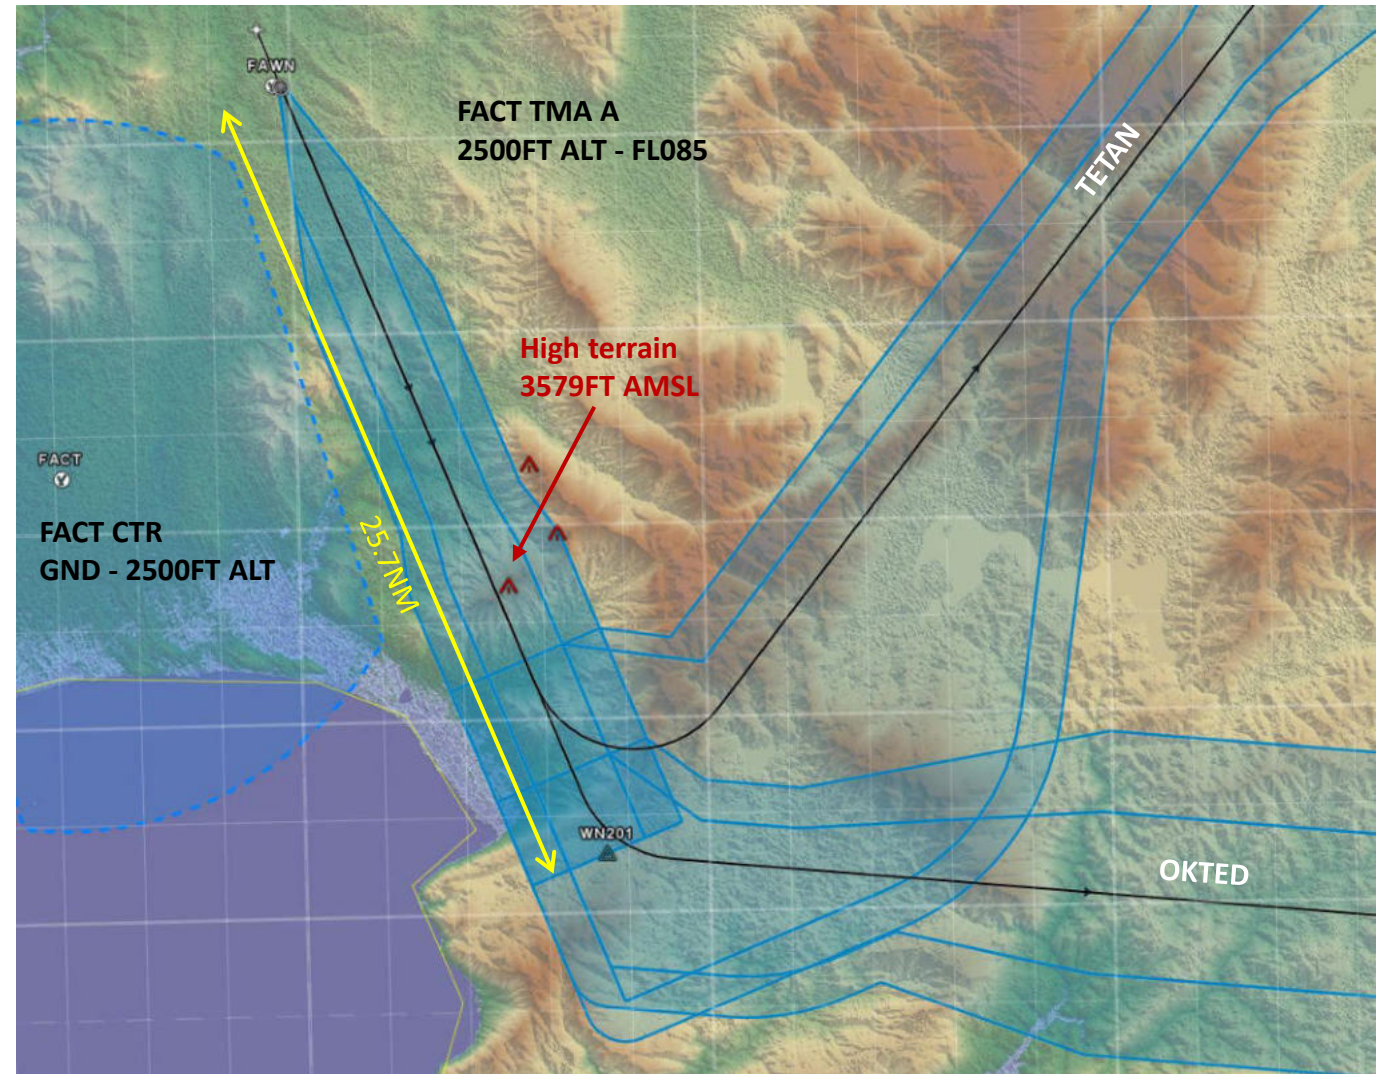 FAWN
FACT TMA A
2500FT ALT - FL085
TETAN
High terrain
3579FT AMSL
FACT
FACT CTR
GND - 2500FT ALT
25.7NM
WN201
OKTED